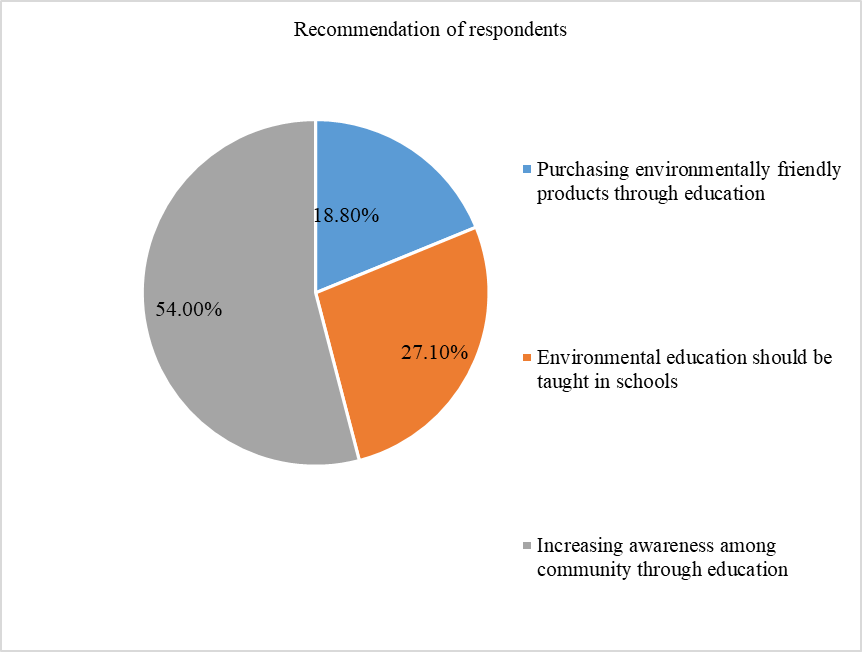 Recommendation of respondents
18.80%
27.10%
54.00%
Purchasing environmentally friendly
products through education
Environmental education should be
taught in schools
Increasing awareness among
community through education